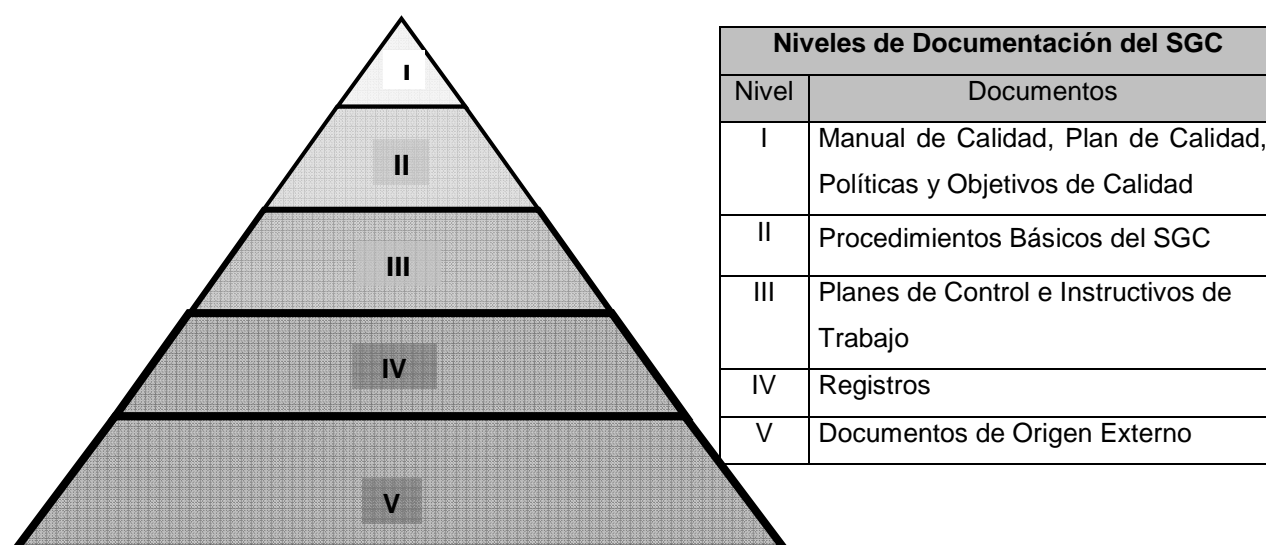 I
II
III
IV
V
Niveles de Documentación del SGC
Nivel Documentos
I Manual de Calidad, Plan de Calidad,
Políticas y Objetivos de Calidad
II Procedimientos Básicos del SGC
III Planes de Control e Instructivos de
Trabajo
IV Registros
V Documentos de Origen Externo